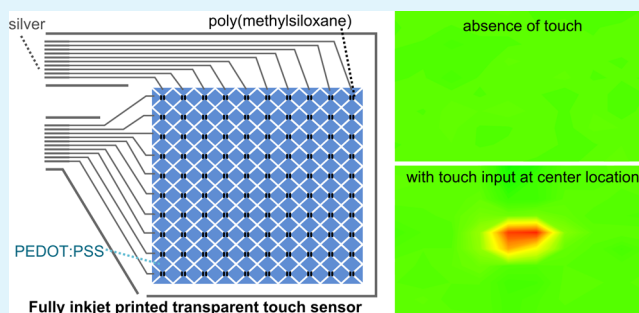 silver
poly(methylsiloxane)
PEDOT:PSS
Fully inkjet printed transparent touch sensor
absence of touch
with touch input at center location